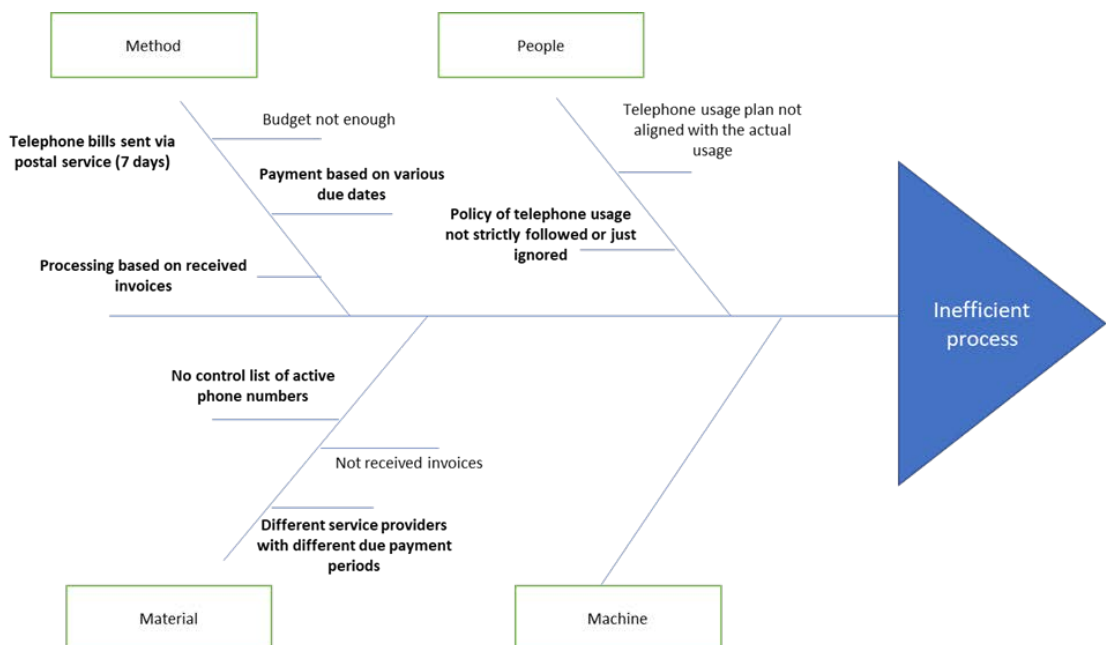 Method
People
Telephone bills sent via
postal service (7 days)
Budget not enough
Payment based on various
due dates
Processing based on received
invoices
Telephone usage plan not
aligned with the actual
usage
Policy of telephone usage
not strictly followed or just
ignored
Inefficient
process
No control list of active
phone numbers
Not received invoices
Different service providers
with different due payment
periods
Material
Machine